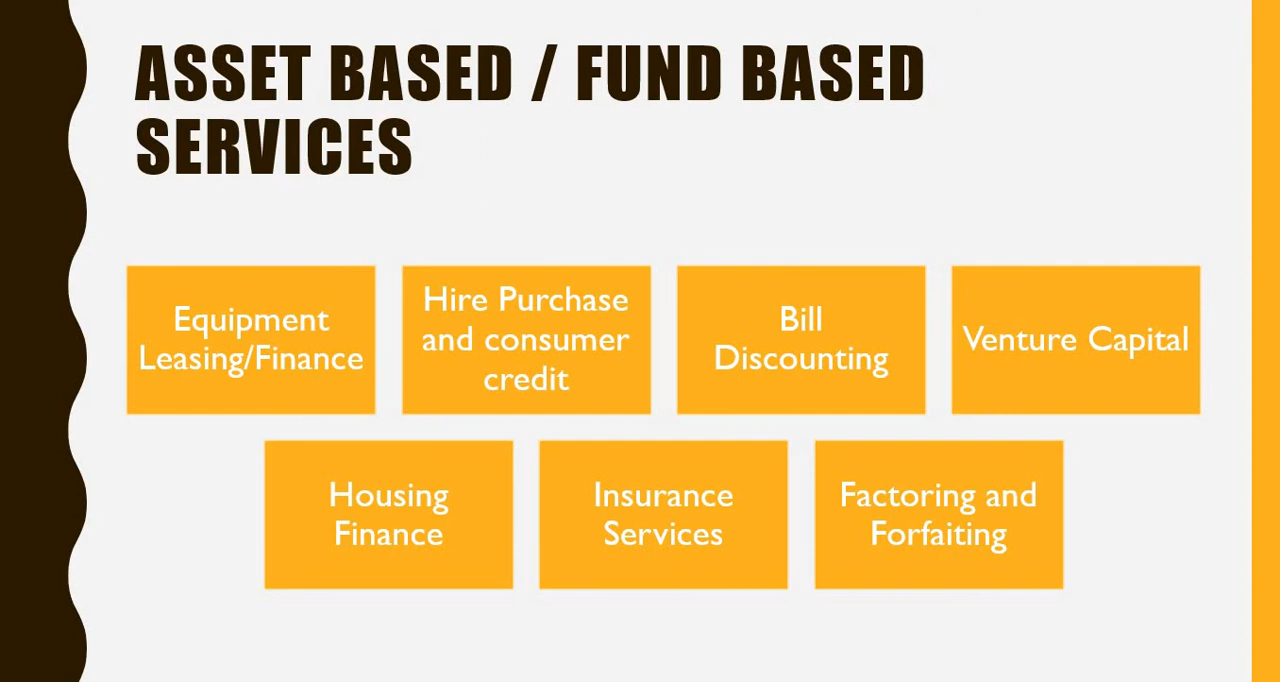 ASSET BASED / FUND BASED
SERVICES
Equipment
Leasing/Finance
Hire Purchase
and consumer
credit
Bill
Discounting
Venture Capital
Housing
Finance
Insurance
Services
Factoring and
Forfaiting